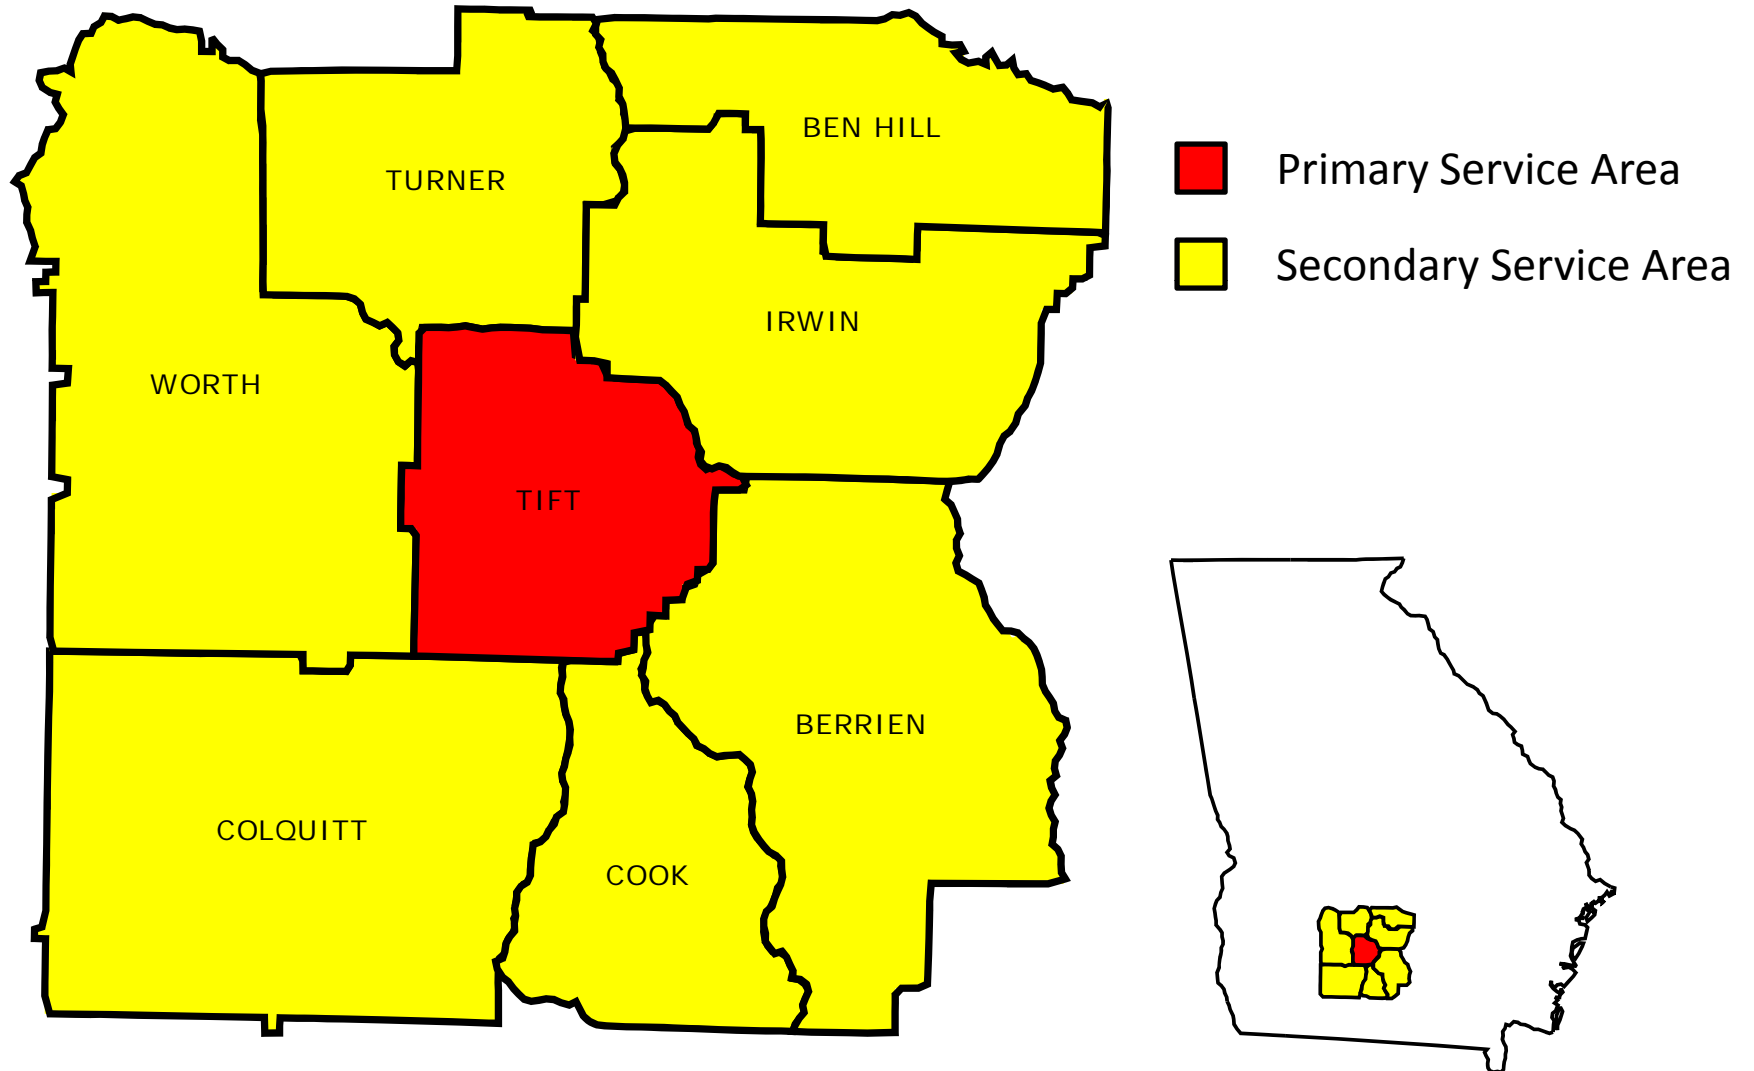 BEN HILL
TURNER
IRWIN
WORTH
TIFT
BERRIEN
COLQUITT
COOK
Primary Service Area
Secondary Service Area